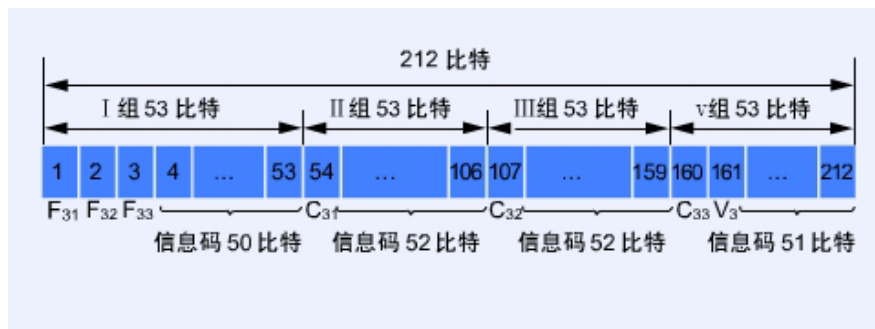 212 比特
Ⅰ 组 53 比特 Ⅱ 组 53 比特 Ⅲ组 53 比特 v组 53 比特
1 2 3 4 … 53 54 … 106 107 … 159 160 161 … 212
F₃₁ F₃₂ F₃₃ C₃₁ C₃₂ C₃₃ V₃
信息码 50 比特 信息码 52 比特 信息码 52 比特 信息码 51 比特